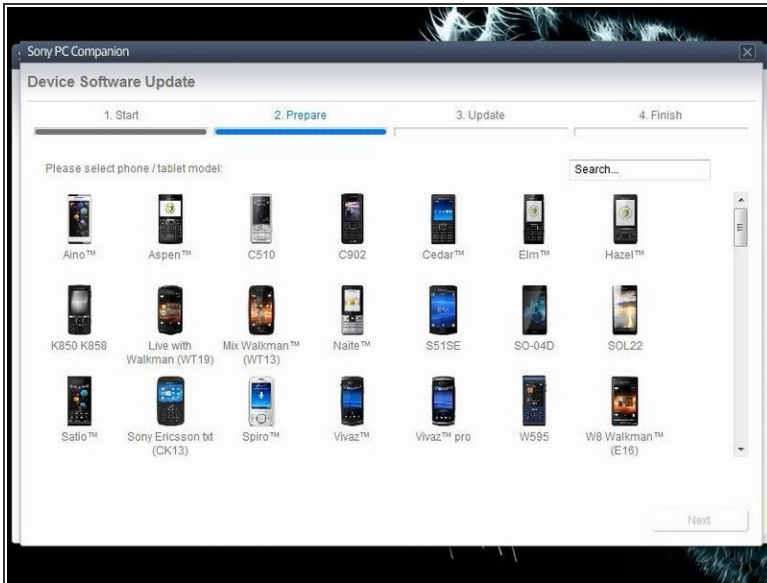 Sony PC Companion
Device Software Update
1. Start
2. Prepare
3. Update
4. Finish
Please select phone / tablet model:
Search...
Aino™
Aspen™
C510
C902
Cedar™
Elm™
Hazel™
K850 K858
Live with
Walkman (WT19)
Mix Walkman™
(WT13)
Naite™
S51SE
SO-04D
SOL22
Satio™
Sony Ericsson txt
(CK13)
Spiro™
Vivaz™
Vivaz™ pro
W595
W8 Walkman™
(E16)
Next